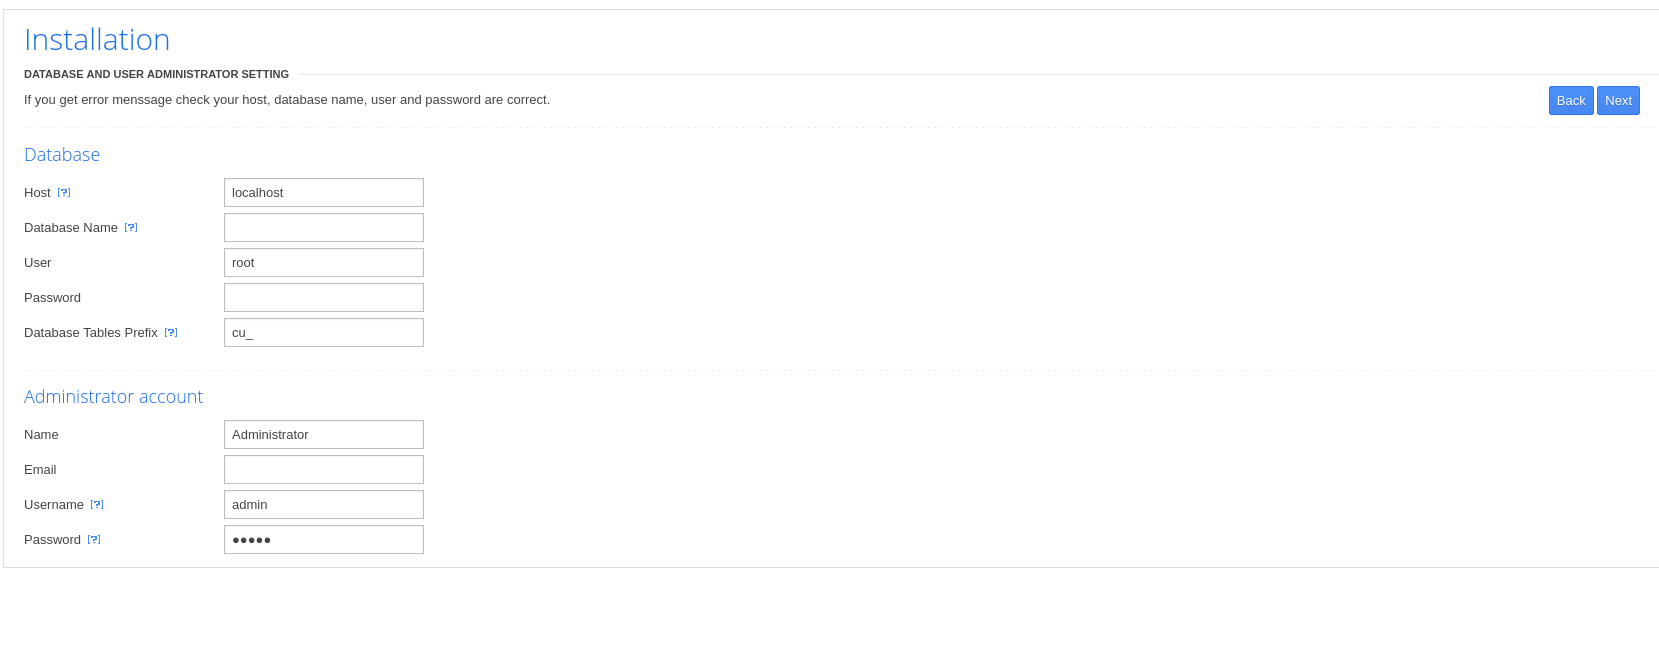 Installation
DATABASE AND USER ADMINISTRATOR SETTING
If you get error menssage check your host, database name, user and password are correct.
Back Next
Database
Host [?] localhost
Database Name [?]
User root
Password
Database Tables Prefix [?] cu_
Administrator account
Name Administrator
Email
Username [?] admin
Password [?] ●●●●●